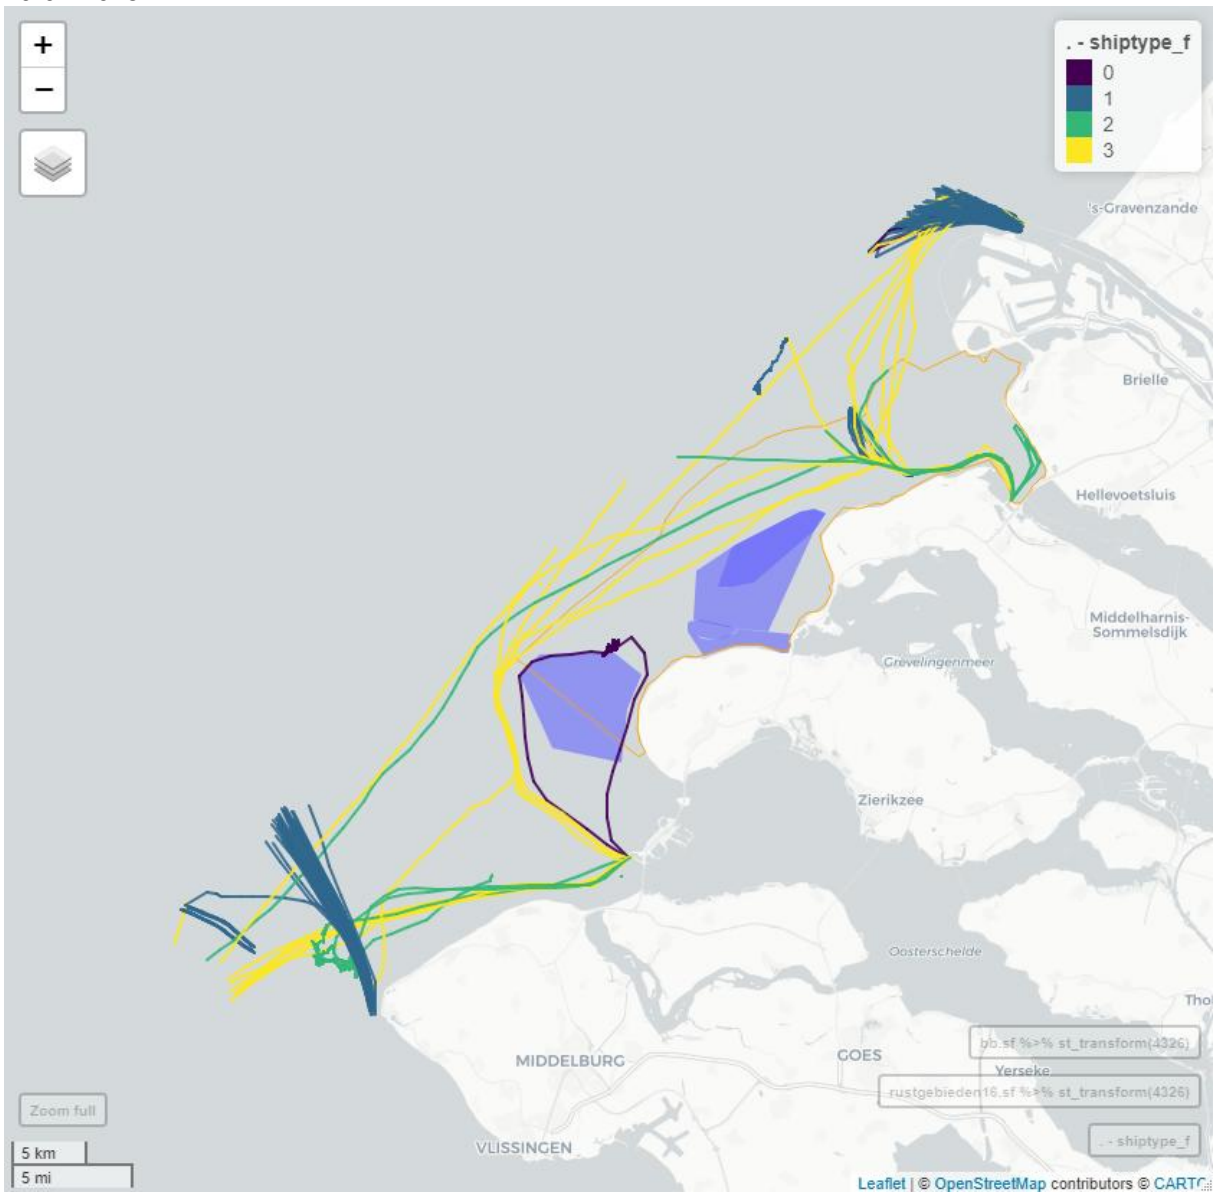 +
−
. - shiptype_f
0
1
2
3
's-Gravenzande
Brielle
Hellevoetsluis
Middelharnis-
Sommelsdijk
Grevelingenmeer
Zierikzee
Oosterschelde
Tho
MIDDELBURG
GOES
bb.sf %>% st_transform(4326)
Yerseke
rustgebieden16.sf %>% st_transform(4326)
Zoom full
. - shiptype_f
VLISSINGEN
5 km
5 mi
Leaflet | © OpenStreetMap contributors © CARTO